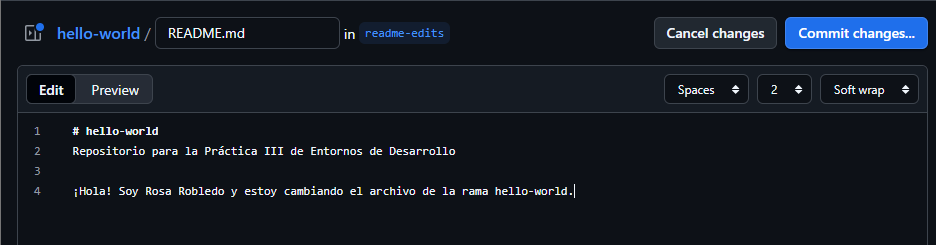 hello-world / README.md in readme-edits Cancel changes Commit changes...
Edit Preview Spaces 2 Soft wrap
1 # hello-world
2 Repositorio para la Práctica III de Entornos de Desarrollo
3
4 ¡Hola! Soy Rosa Robledo y estoy cambiando el archivo de la rama hello-world.